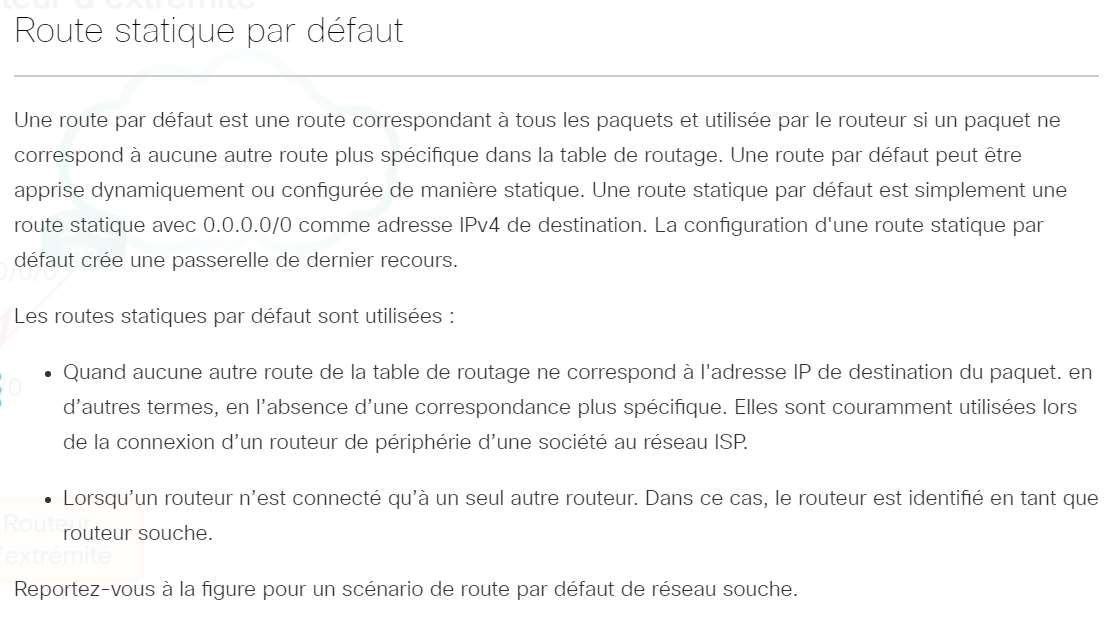 Route statique par défaut
Une route par défaut est une route correspondant à tous les paquets et utilisée par le routeur si un paquet ne
correspond à aucune autre route plus spécifique dans la table de routage. Une route par défaut peut être
apprise dynamiquement ou configurée de manière statique. Une route statique par défaut est simplement une
route statique avec 0.0.0.0/0 comme adresse IPv4 de destination. La configuration d'une route statique par
défaut crée une passerelle de dernier recours.
Les routes statiques par défaut sont utilisées :
• Quand aucune autre route de la table de routage ne correspond à l'adresse IP de destination du paquet. en
d’autres termes, en l’absence d’une correspondance plus spécifique. Elles sont couramment utilisées lors
de la connexion d’un routeur de périphérie d’une société au réseau ISP.
• Lorsqu’un routeur n’est connecté qu’à un seul autre routeur. Dans ce cas, le routeur est identifié en tant que
Routeur
routeur souche.
extrémité
Reportez-vous à la figure pour un scénario de route par défaut de réseau souche.